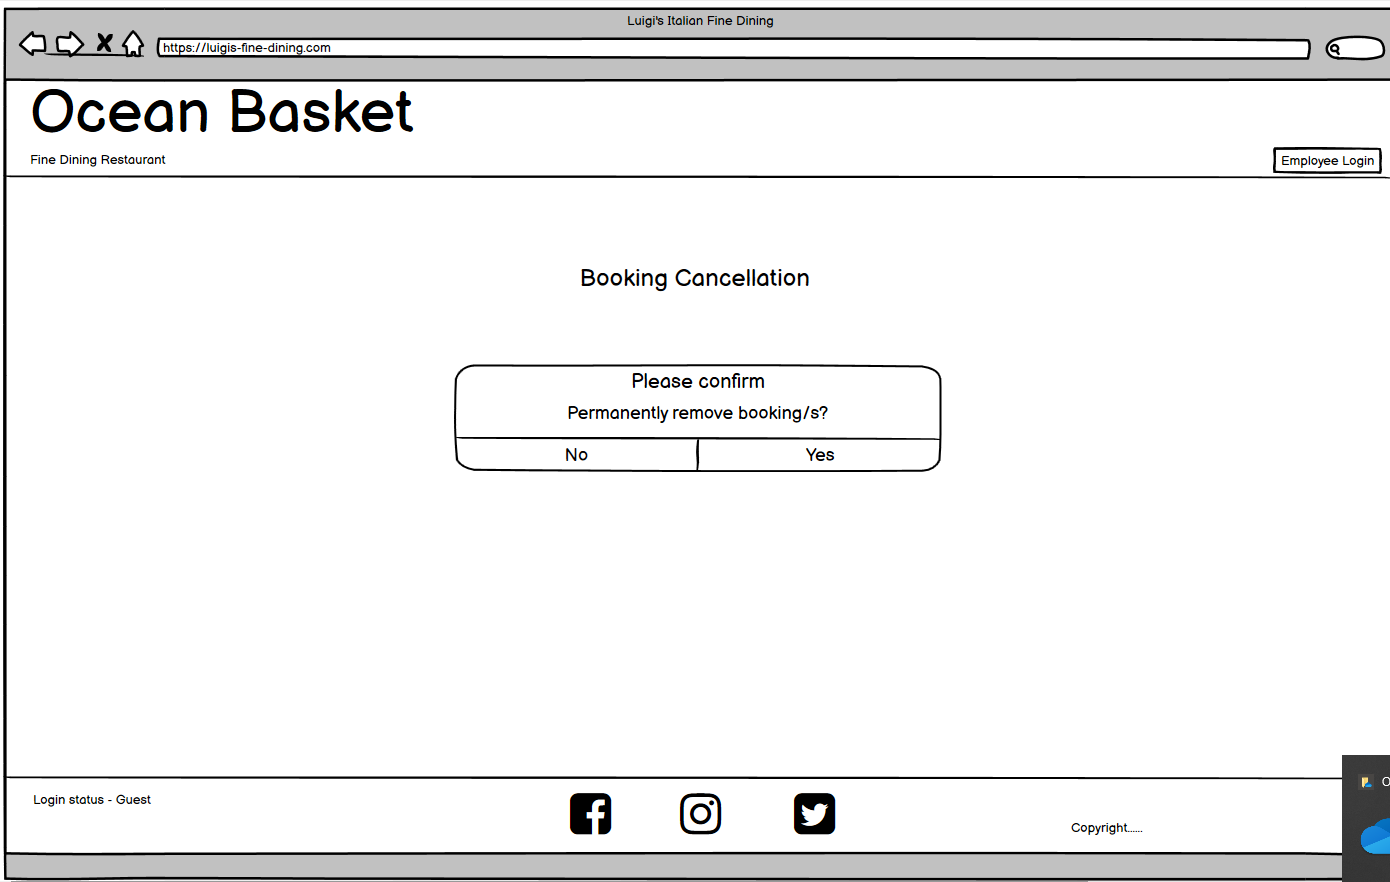 Luigi's Italian Fine Dining
https://luigis-fine-dining.com
Ocean Basket
Fine Dining Restaurant
Employee Login
Booking Cancellation
Please confirm
Permanently remove booking/s?
No
Yes
Login status - Guest
Copyright......